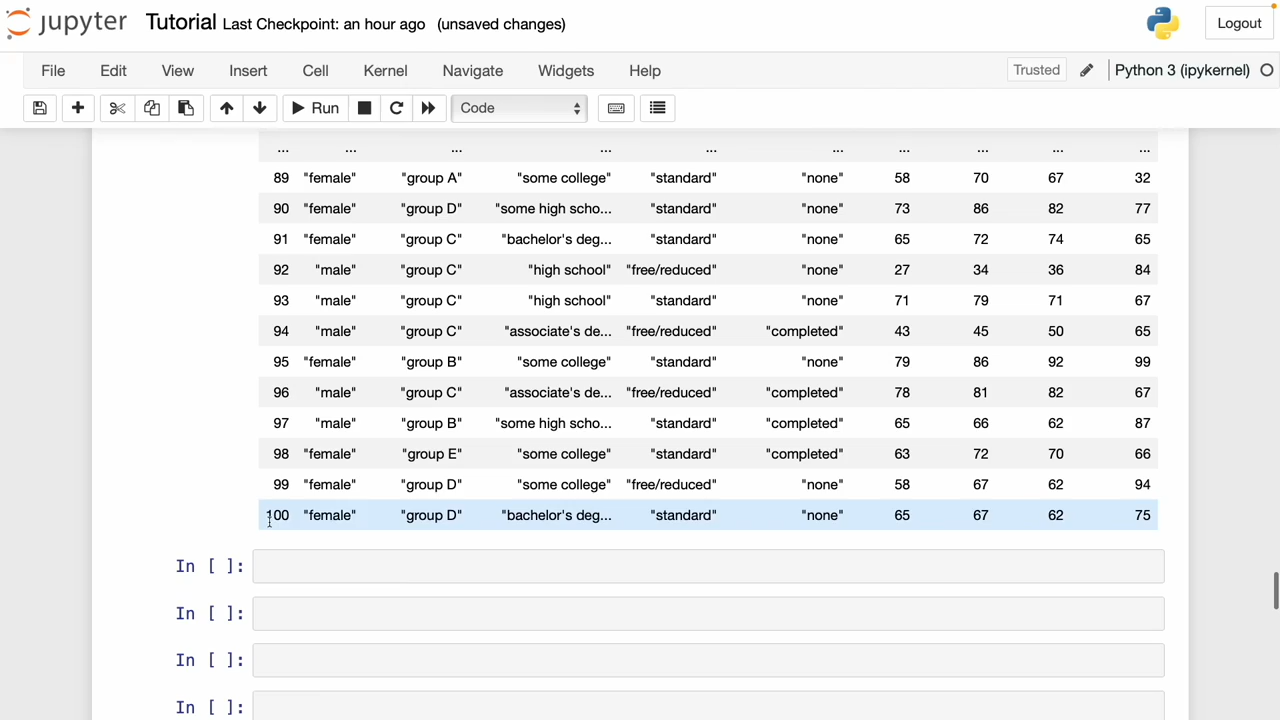 jupyter Tutorial Last Checkpoint: an hour ago (unsaved changes) Logout
File Edit View Insert Cell Kernel Navigate Widgets Help Trusted Python 3 (ipykernel)
Run Code
... ... ... ... ... ... ... ... ... ...
89 "female" "group A" "some college" "standard" "none" 58 70 67 32
90 "female" "group D" "some high scho... "standard" "none" 73 86 82 77
91 "female" "group C" "bachelor's deg... "standard" "none" 65 72 74 65
92 "male" "group C" "high school" "free/reduced" "none" 27 34 36 84
93 "male" "group C" "high school" "standard" "none" 71 79 71 67
94 "male" "group C" "associate's de... "free/reduced" "completed" 43 45 50 65
95 "female" "group B" "some college" "standard" "none" 79 86 92 99
96 "male" "group C" "associate's de... "free/reduced" "completed" 78 81 82 67
97 "male" "group B" "some high scho... "standard" "completed" 65 66 62 87
98 "female" "group E" "some college" "standard" "completed" 63 72 70 66
99 "female" "group D" "some college" "free/reduced" "none" 58 67 62 94
100 "female" "group D" "bachelor's deg... "standard" "none" 65 67 62 75
In [ ]:
In [ ]:
In [ ]:
In [ ]: